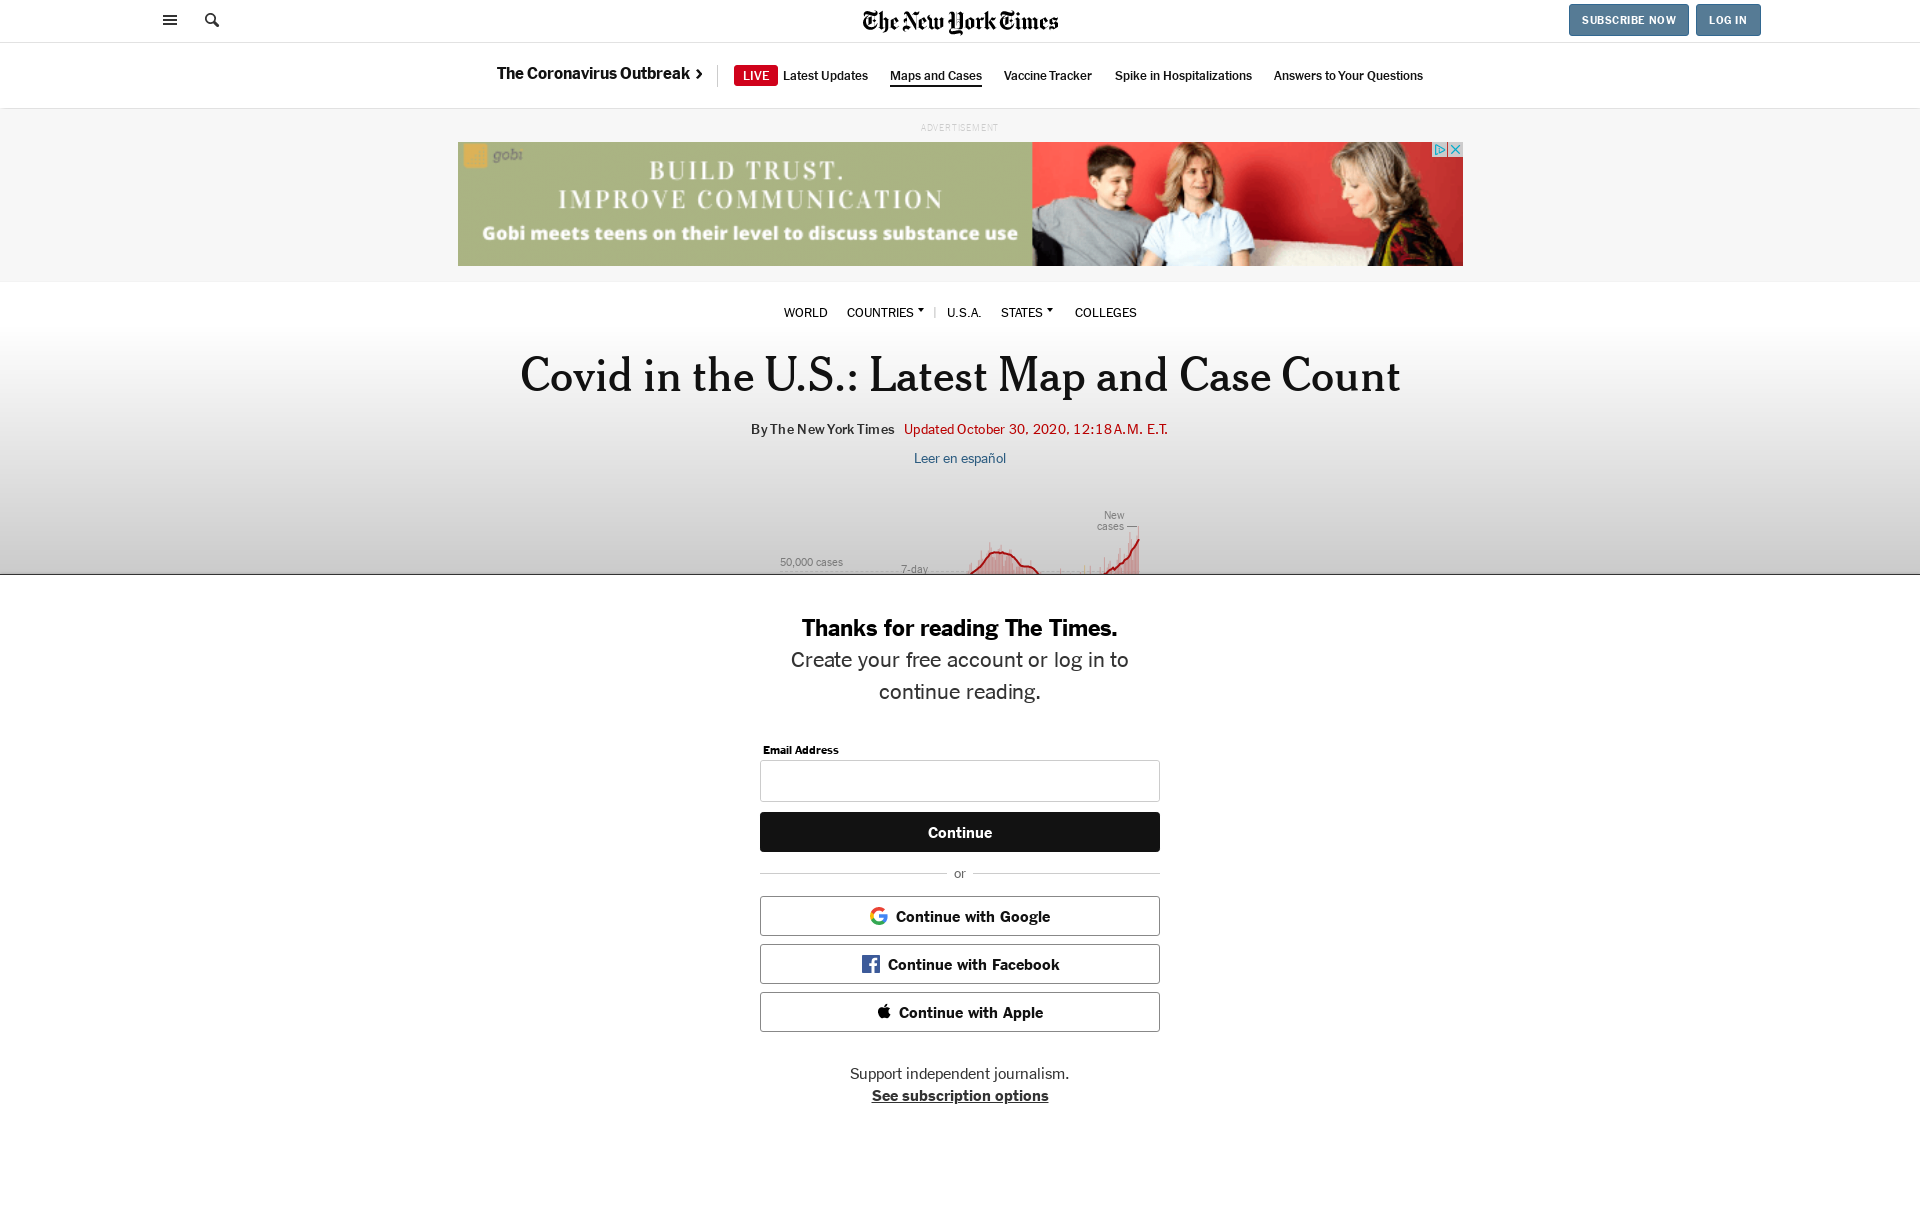 The New York Times
SUBSCRIBE NOW
LOG IN
The Coronavirus Outbreak
LIVE Latest Updates
Maps and Cases
Vaccine Tracker
Spike in Hospitalizations
Answers to Your Questions
ADVERTISEMENT
gobi
BUILD TRUST.
IMPROVE COMMUNICATION
Gobi meets teens on their level to discuss substance use
WORLD COUNTRIES | U.S.A. STATES COLLEGES
Covid in the U.S.: Latest Map and Case Count
By The New York Times Updated October 30, 2020, 12:18 A.M. E.T.
Leer en español
New
cases
50,000 cases
7-day
Thanks for reading The Times.
Create your free account or log in to
continue reading.
Email Address
Continue
or
Continue with Google
Continue with Facebook
Continue with Apple
Support independent journalism.
See subscription options